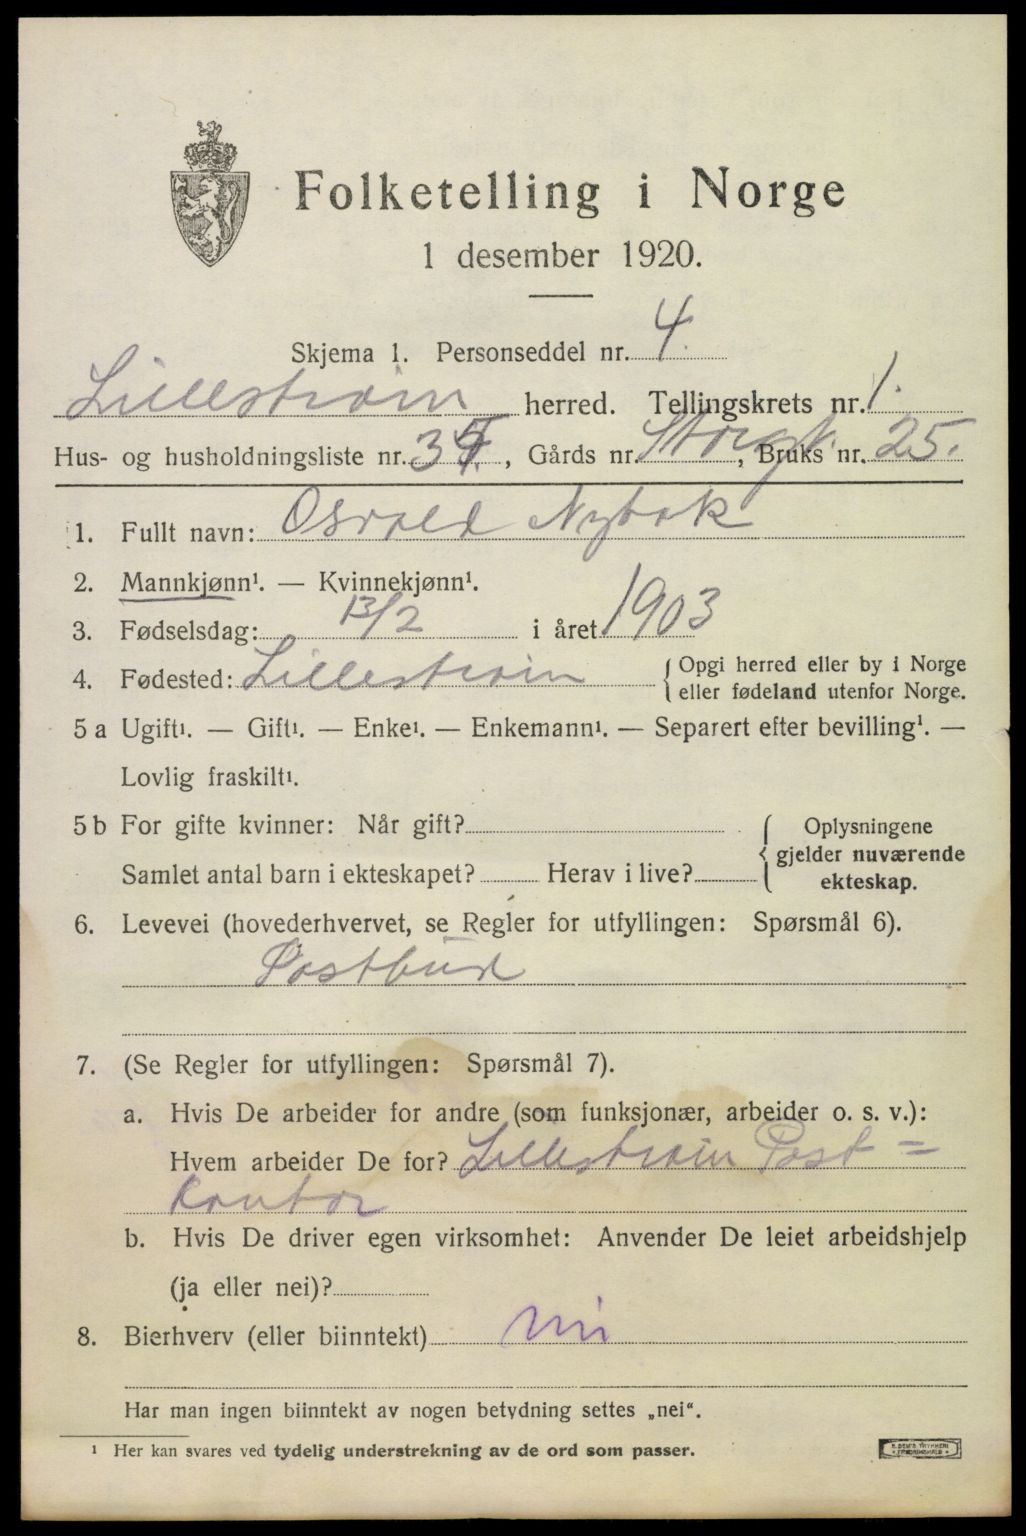 Folketelling i Norge
1 desember 1920.
Skjema 1. Personseddel nr. 4.
Lillestrøm herred. Tellingskrets nr. 1.
Hus- og husholdningsliste nr. 35, Gårds nr. Storgt., Bruks nr. 25.
1. Fullt navn: Osvald Nybak
2. Mannkjønn¹. — Kvinnekjønn¹.
3. Fødselsdag: 13/2 i året 1903
4. Fødested: Lillestrøm { Opgi herred eller by i Norge
eller fødeland utenfor Norge.
5 a Ugift¹. — Gift¹. — Enke¹. — Enkemann¹. — Separert efter bevilling¹. —
Lovlig fraskilt¹.
5 b For gifte kvinner: Når gift? { Oplysningene
gjelder nuværende
Samlet antal barn i ekteskapet? Herav i live? ekteskap.
6. Levevei (hovederhvervet, se Regler for utfyllingen: Spørsmål 6).
Postbud
7. (Se Regler for utfyllingen: Spørsmål 7).
a. Hvis De arbeider for andre (som funksjonær, arbeider o. s. v.):
Hvem arbeider De for? Lillestrøm Post=
kontor
b. Hvis De driver egen virksomhet: Anvender De leiet arbeidshjelp
(ja eller nei)?
8. Bierhverv (eller biinntekt) nei
Har man ingen biinntekt av nogen betydning settes „nei“.
¹ Her kan svares ved tydelig understrekning av de ord som passer.